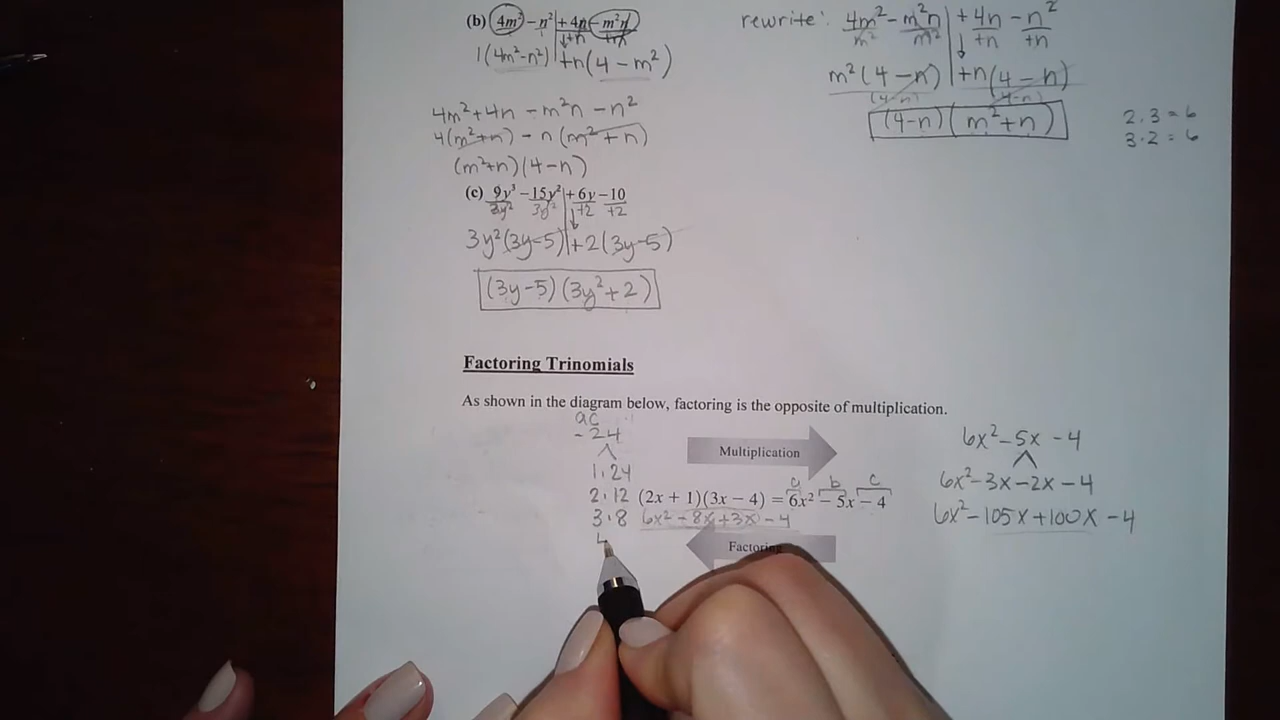 (b) 4m² − n² + 4n − m²n
+n +n
1(4m²-n²) +n(4 − m²)
4m² + 4n − m²n − n²
4(m²+n) − n(m² + n)
(m²+n)(4 − n)
rewrite: 4m² − m²n + 4n − n²
m² m² +n +n
m²(4 − n) +n(4 − n)
(4-n) (4-n)
(4-n)(m²+n)
2·3 = 6
3·2 = 6
(c) 9y³ − 15y² + 6y − 10
3y² 3y² +2 +2
3y²(3y-5) + 2(3y-5)
(3y-5)(3y²+2)
Factoring Trinomials
As shown in the diagram below, factoring is the opposite of multiplication.
ac
-24
1·24
2·12
3·8
4
Multiplication
a b c
(2x + 1)(3x − 4) = 6x² − 5x − 4
6x² − 8x + 3x − 4
Factoring
6x² − 5x − 4
6x² − 3x − 2x − 4
6x² − 105x + 100x − 4